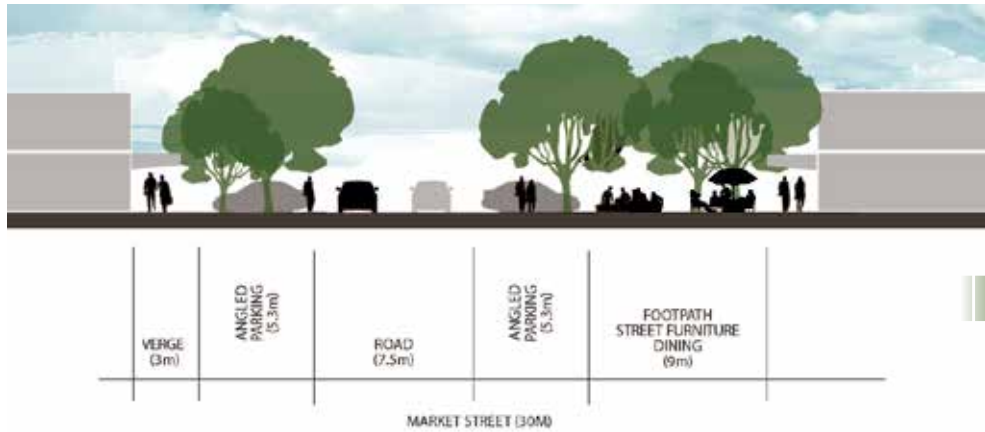 VERGE
(3m)
ANGLED
PARKING
(5.3m)
ROAD
(7.5m)
ANGLED
PARKING
(5.3m)
FOOTPATH
STREET FURNITURE
DINING
(9m)
MARKET STREET (30M)